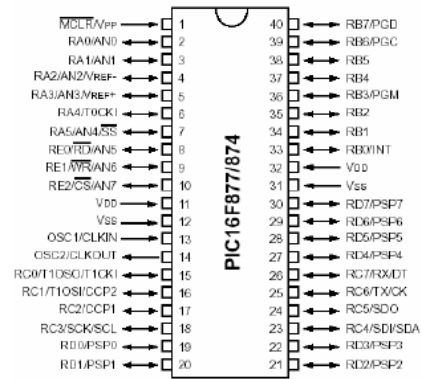 MCLR/VPP 1 40 RB7/PGD
RA0/AN0 2 39 RB6/PGC
RA1/AN1 3 38 RB5
RA2/AN2/VREF- 4 37 RB4
RA3/AN3/VREF+ 5 36 RB3/PGM
RA4/T0CKI 6 35 RB2
RA5/AN4/SS 7 34 RB1
RE0/RD/AN5 8 33 RB0/INT
RE1/WR/AN6 9 32 VDD
RE2/CS/AN7 10 31 VSS
VDD 11 30 RD7/PSP7
VSS 12 29 RD6/PSP6
OSC1/CLKIN 13 28 RD5/PSP5
OSC2/CLKOUT 14 27 RD4/PSP4
RC0/T1OSO/T1CKI 15 26 RC7/RX/DT
RC1/T1OSI/CCP2 16 25 RC6/TX/CK
RC2/CCP1 17 24 RC5/SDO
RC3/SCK/SCL 18 23 RC4/SDI/SDA
RD0/PSP0 19 22 RD3/PSP3
RD1/PSP1 20 21 RD2/PSP2
PIC16F877/874